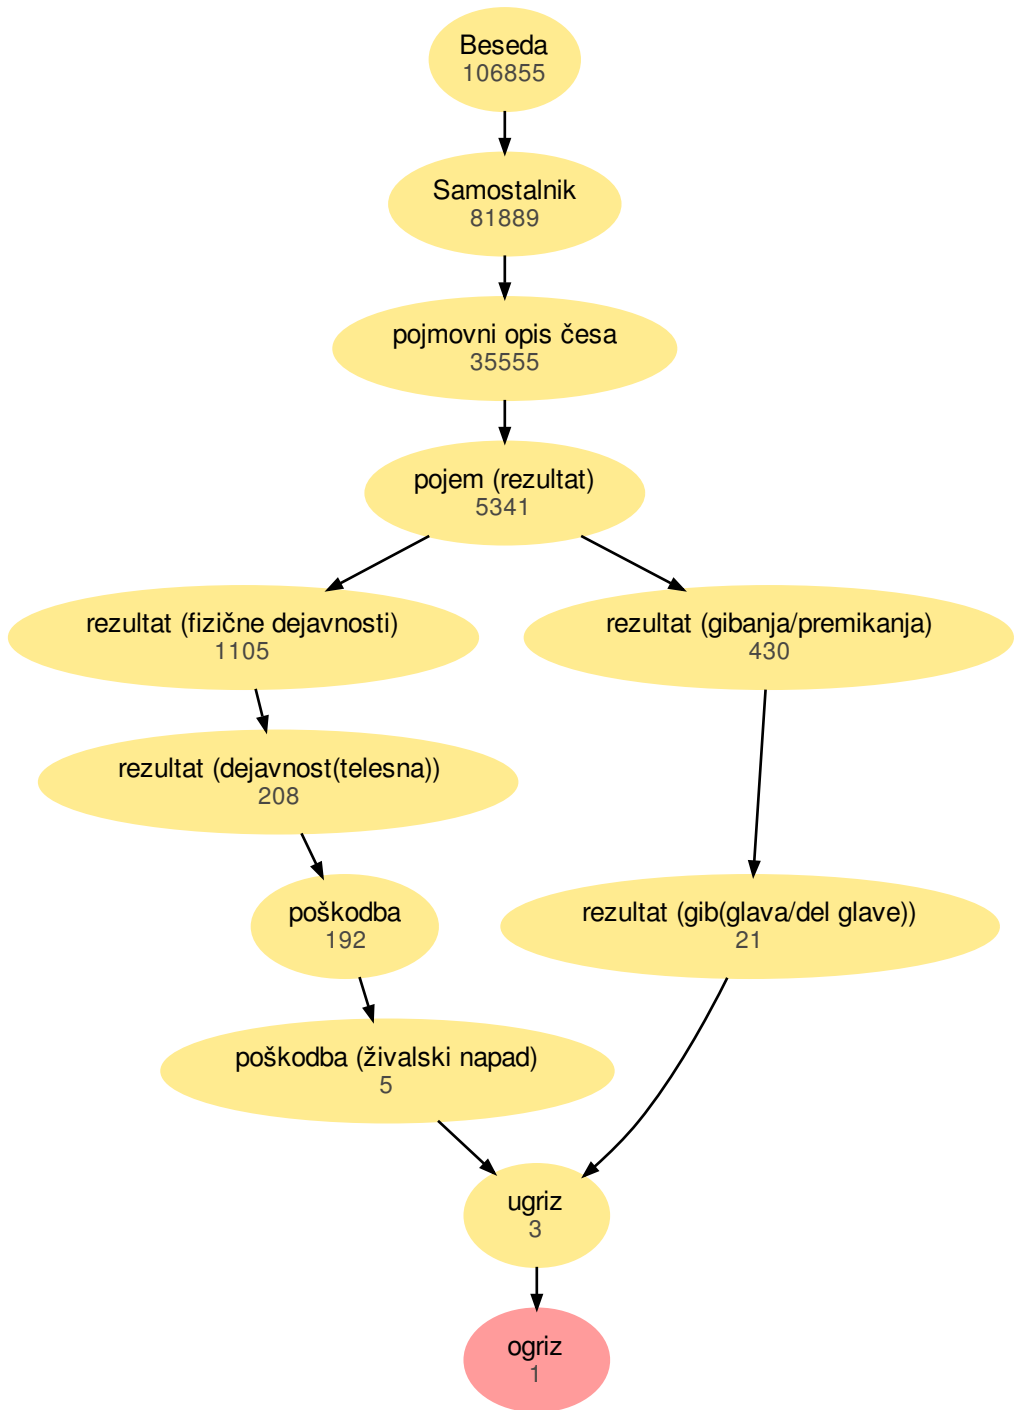 Beseda
106855
Samostalnik
81889
pojmovni opis česa
35555
pojem (rezultat)
5341
rezultat (fizične dejavnosti)
1105
rezultat (gibanja/premikanja)
430
rezultat (dejavnost(telesna))
208
poškodba
192
rezultat (gib(glava/del glave))
21
poškodba (živalski napad)
5
ugriz
3
ogriz
1